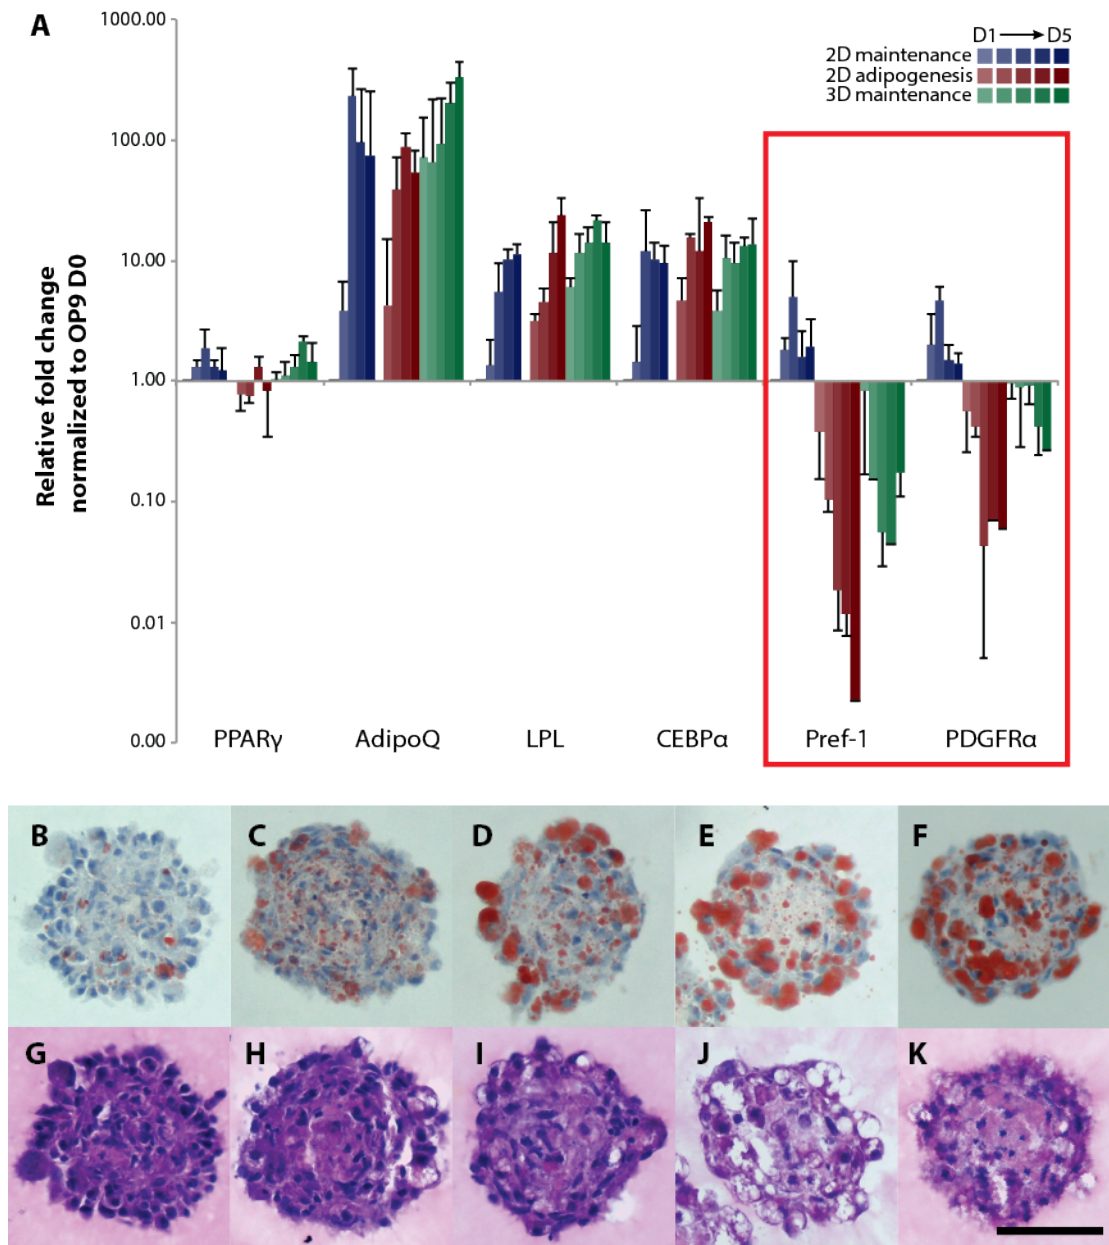 A
1000.00
100.00
10.00
1.00
0.10
0.01
0.00
Relative fold change
normalized to OP9 D0
D1 → D5
2D maintenance
2D adipogenesis
3D maintenance
PPARγ AdipoQ LPL CEBPα Pref-1 PDGFRα
B C D E F
G H I J K